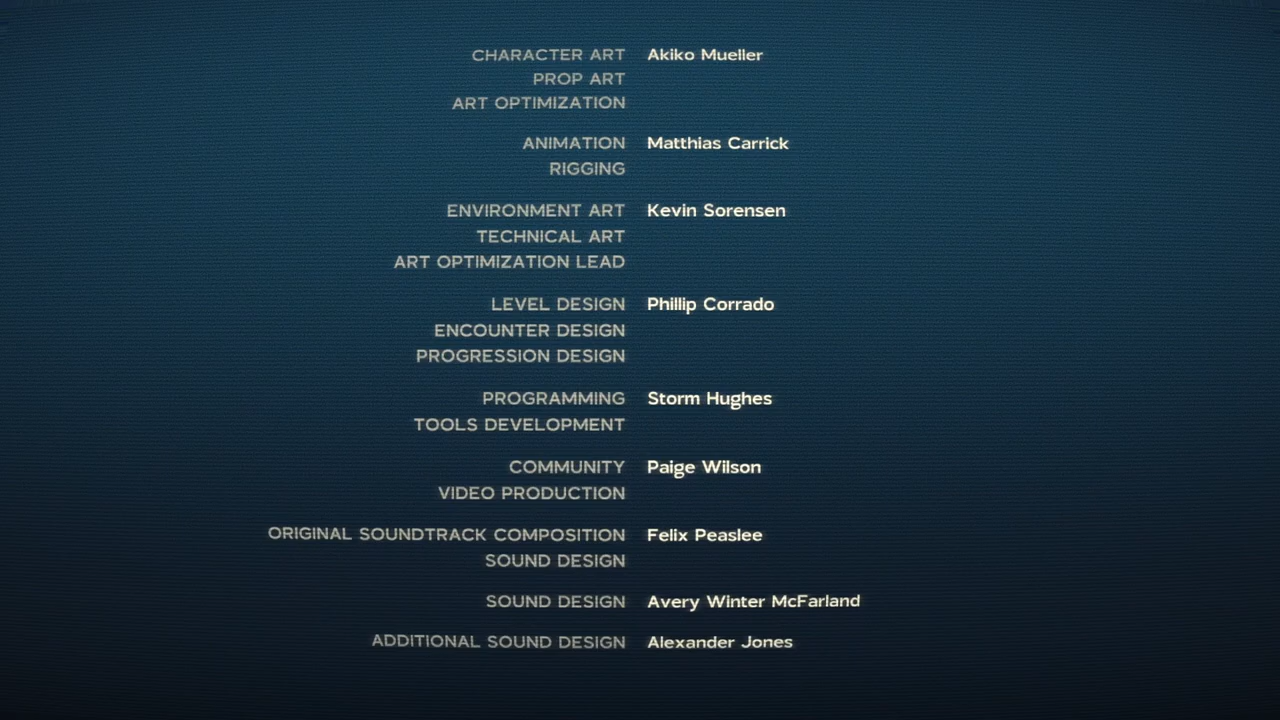 CHARACTER ART Akiko Mueller
PROP ART
ART OPTIMIZATION
ANIMATION Matthias Carrick
RIGGING
ENVIRONMENT ART Kevin Sorensen
TECHNICAL ART
ART OPTIMIZATION LEAD
LEVEL DESIGN Phillip Corrado
ENCOUNTER DESIGN
PROGRESSION DESIGN
PROGRAMMING Storm Hughes
TOOLS DEVELOPMENT
COMMUNITY Paige Wilson
VIDEO PRODUCTION
ORIGINAL SOUNDTRACK COMPOSITION Felix Peaslee
SOUND DESIGN
SOUND DESIGN Avery Winter McFarland
ADDITIONAL SOUND DESIGN Alexander Jones